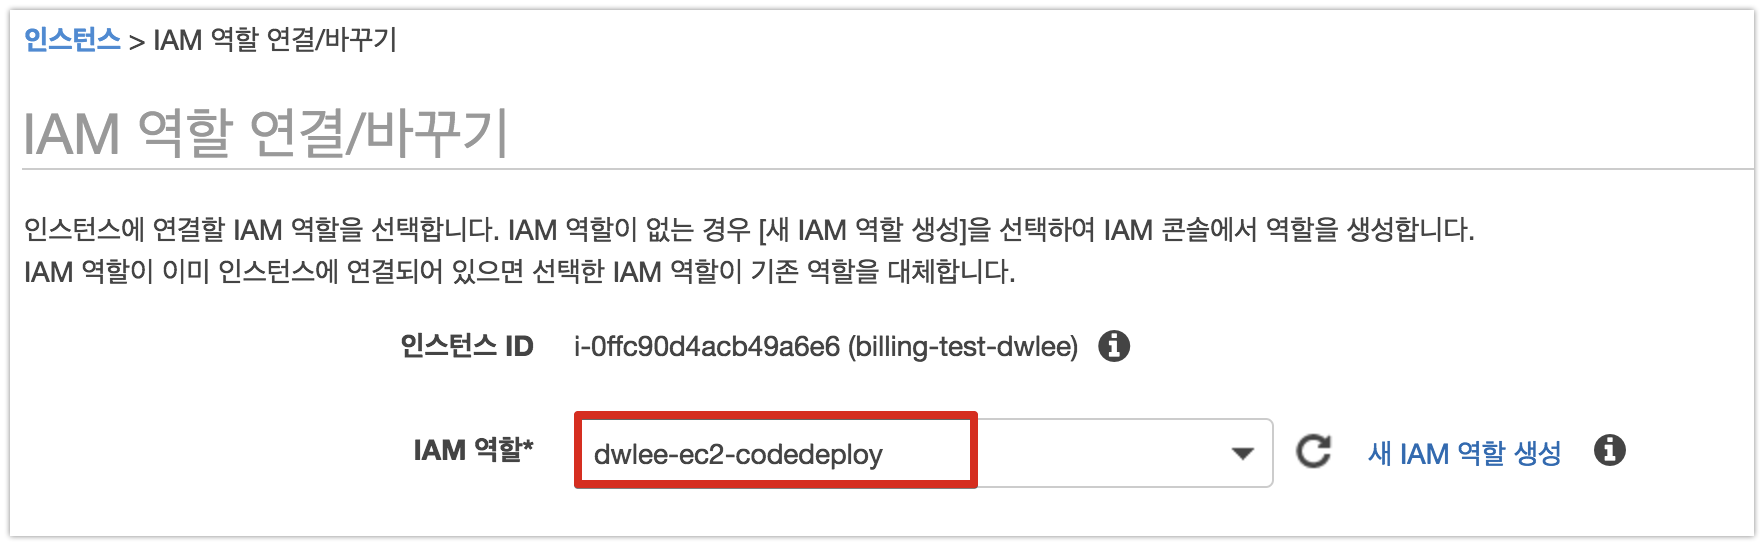 인스턴스 > IAM 역할 연결/바꾸기
IAM 역할 연결/바꾸기
인스턴스에 연결할 IAM 역할을 선택합니다. IAM 역할이 없는 경우 [새 IAM 역할 생성]을 선택하여 IAM 콘솔에서 역할을 생성합니다.
IAM 역할이 이미 인스턴스에 연결되어 있으면 선택한 IAM 역할이 기존 역할을 대체합니다.
인스턴스 ID i-0ffc90d4acb49a6e6 (billing-test-dwlee)
IAM 역할* dwlee-ec2-codedeploy 새 IAM 역할 생성